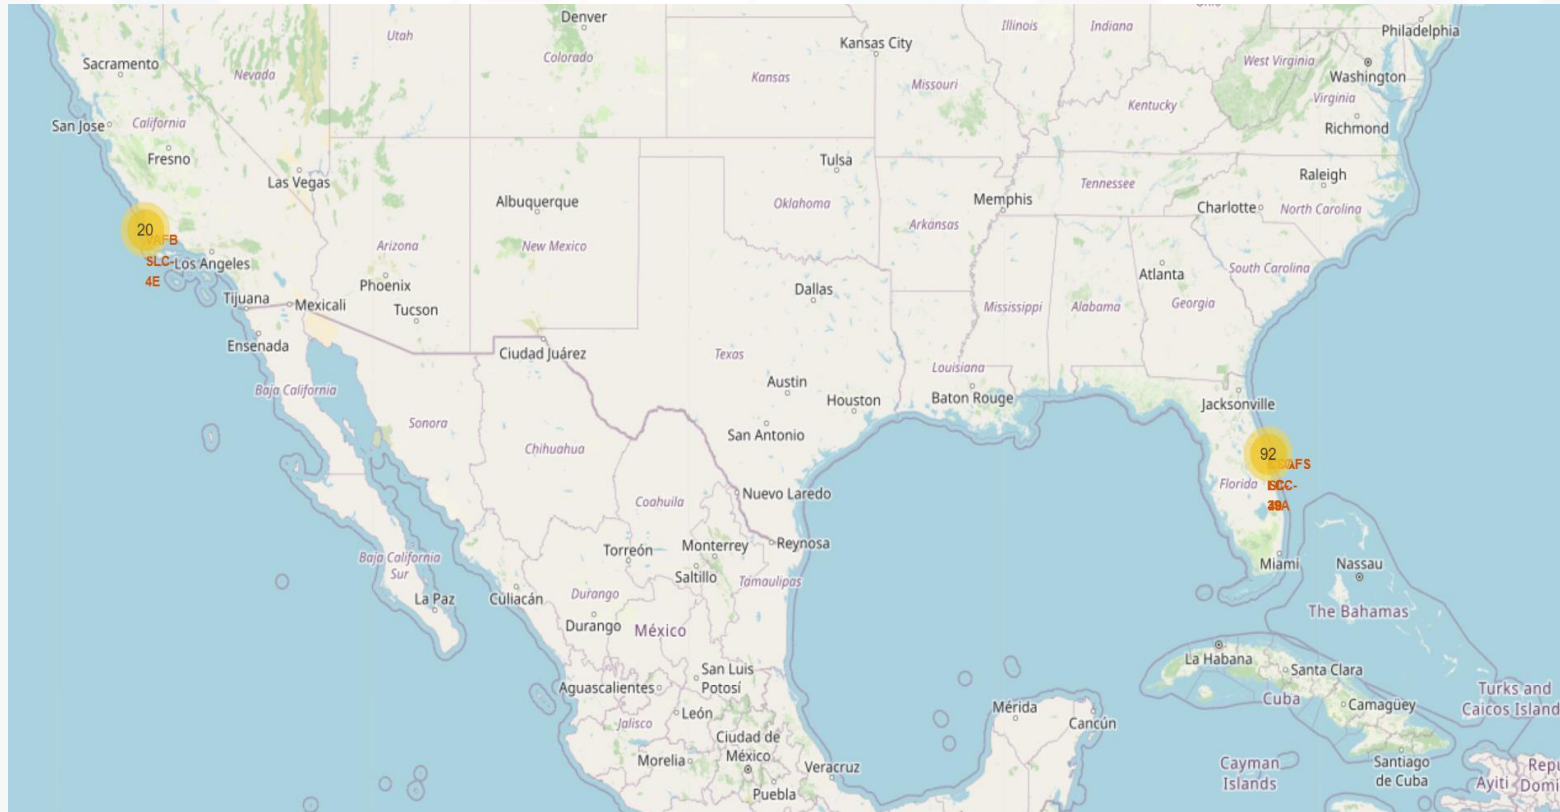 Denver
Kansas City
Illinois
Indiana
Philadelphia
Utah
Colorado
Sacramento
Nevada
Kansas
Missouri
West Virginia
Washington
Virginia
Kentucky
San Jose
California
Richmond
Fresno
Las Vegas
Tulsa
Raleigh
Albuquerque
Oklahoma
Memphis
Tennessee
Charlotte
North Carolina
Arkansas
20
VAFB
SLC-
4E
Los Angeles
Arizona
New Mexico
Phoenix
Dallas
Atlanta
South Carolina
Tijuana
Mexicali
Tucson
Mississippi
Alabama
Georgia
Ensenada
Ciudad Juárez
Texas
Louisiana
Baja California
Austin
Houston
Baton Rouge
Jacksonville
Sonora
San Antonio
Chihuahua
92
Florida
Coahuila
Nuevo Laredo
Torreón
Monterrey
Reynosa
Baja California
Sur
Saltillo
Tamaulipas
Miami
Nassau
La Paz
Culiacán
Durango
The Bahamas
Durango
México
La Habana
Santa Clara
San Luis
Potosí
Aguascalientes
Cuba
Camagüey
Turks and
Caicos Island
Jalisco
León
Mérida
Cancún
Ciudad de
México
Morelia
Veracruz
Cayman
Islands
Santiago
de Cuba
Ayiti
Puebla